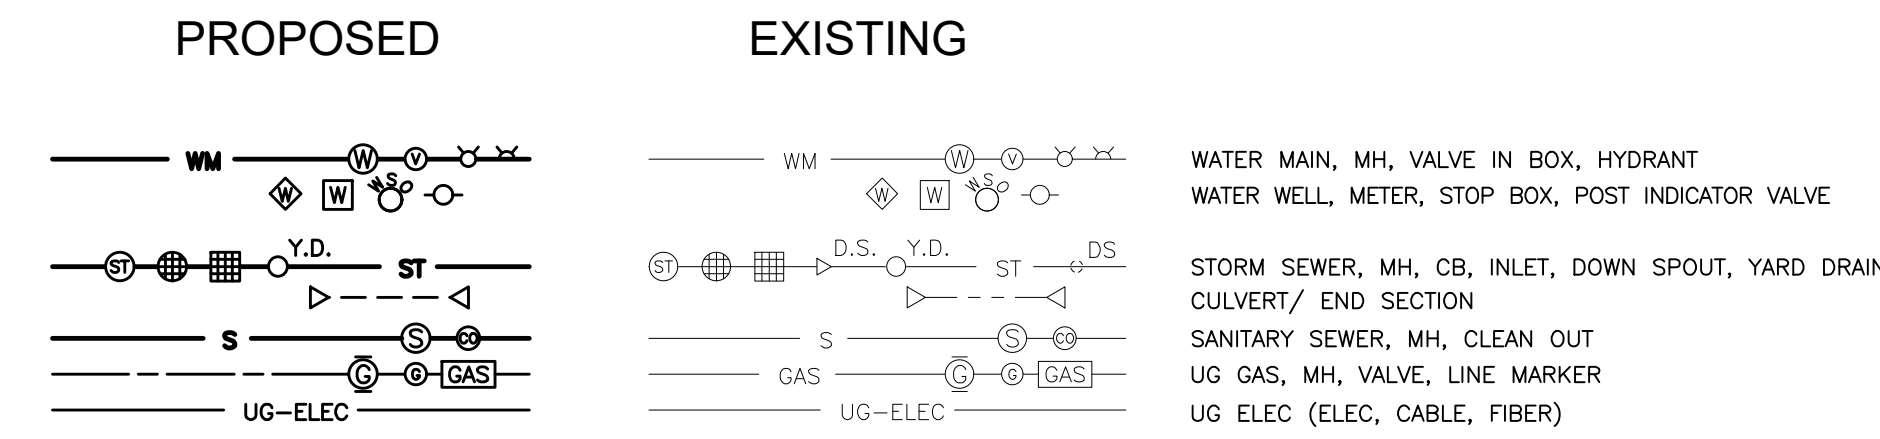 PROPOSED EXISTING
WM W V WM W V WATER MAIN, MH, VALVE IN BOX, HYDRANT
W W WSO W W WSO WATER WELL, METER, STOP BOX, POST INDICATOR VALVE
Y.D. D.S. Y.D. DS
ST ST ST ST STORM SEWER, MH, CB, INLET, DOWN SPOUT, YARD DRAIN
CULVERT/ END SECTION
S S CO S S CO SANITARY SEWER, MH, CLEAN OUT
G G GAS GAS G G GAS UG GAS, MH, VALVE, LINE MARKER
UG-ELEC UG-ELEC UG ELEC (ELEC, CABLE, FIBER)